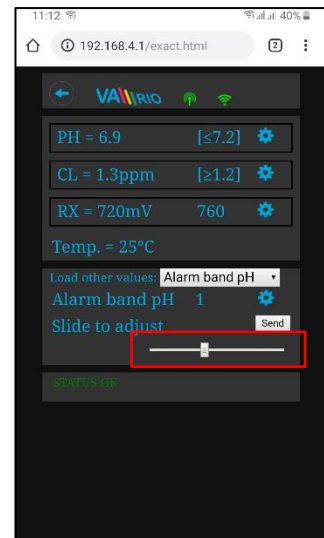 11:12 40%
192.168.4.1/exact.html 2
VA\\\RIO
PH = 6.9 [≤7.2]
CL = 1.3ppm [≥1.2]
RX = 720mV 760
Temp. = 25°C
Load other values: Alarm band pH
Alarm band pH 1
Slide to adjust Send
STATUS OK